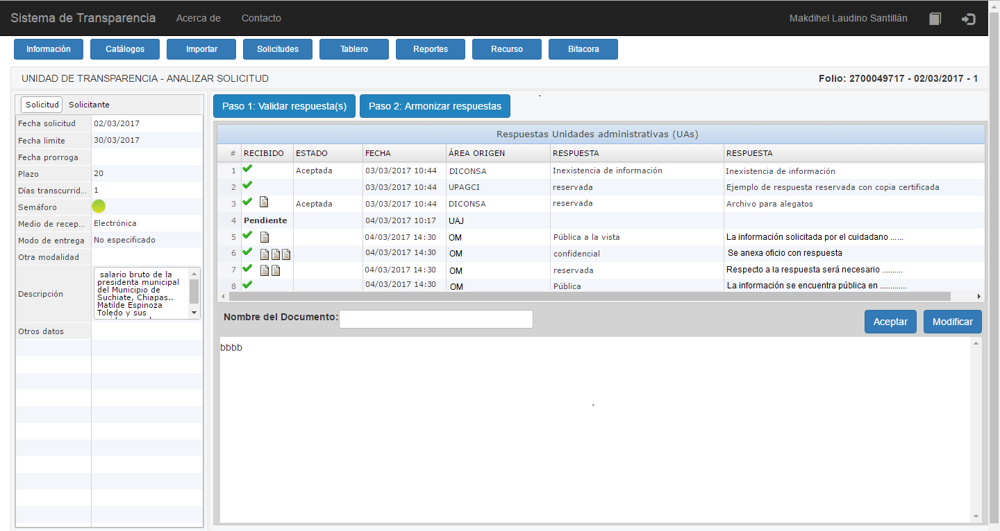 Sistema de Transparencia Acerca de Contacto Makdihel Laudino Santillán
Información Catálogos Importar Solicitudes Tablero Reportes Recurso Bitacora
UNIDAD DE TRANSPARENCIA - ANALIZAR SOLICITUD Folio: 2700049717 - 02/03/2017 - 1
Solicitud Solicitante
Fecha solicitud 02/03/2017
Fecha limite 30/03/2017
Fecha prorroga
Plazo 20
Días transcurrid... 1
Semáforo
Medio de recep... Electrónica
Modo de entrega No especificado
Otra modalidad
Descripción
salario bruto de la
presidenta municipal
del Municipio de
Suchiate, Chiapas..
Matilde Espinoza
Toledo y sus
Otros datos
Paso 1: Validar respuesta(s) Paso 2: Armonizar respuestas
Respuestas Unidades administrativas (UAs)
# RECIBIDO ESTADO FECHA ÁREA ORIGEN RESPUESTA RESPUESTA
1 Aceptada 03/03/2017 10:44 DICONSA Inexistencia de información Inexistencia de información
2 03/03/2017 10:44 UPAGCI reservada Ejemplo de respuesta reservada con copia certificada
3 Aceptada 03/03/2017 10:44 DICONSA reservada Archivo para alegatos
4 Pendiente 04/03/2017 10:17 UAJ
5 04/03/2017 14:30 OM Pública a la vista La información solicitada por el cuidadano ......
6 04/03/2017 14:30 OM confidencial Se anexa oficio con respuesta
7 04/03/2017 14:30 OM reservada Respecto a la respuesta será necesario ..........
8 04/03/2017 14:30 OM Pública La información se encuentra pública en .............
Nombre del Documento: Aceptar Modificar
bbbb